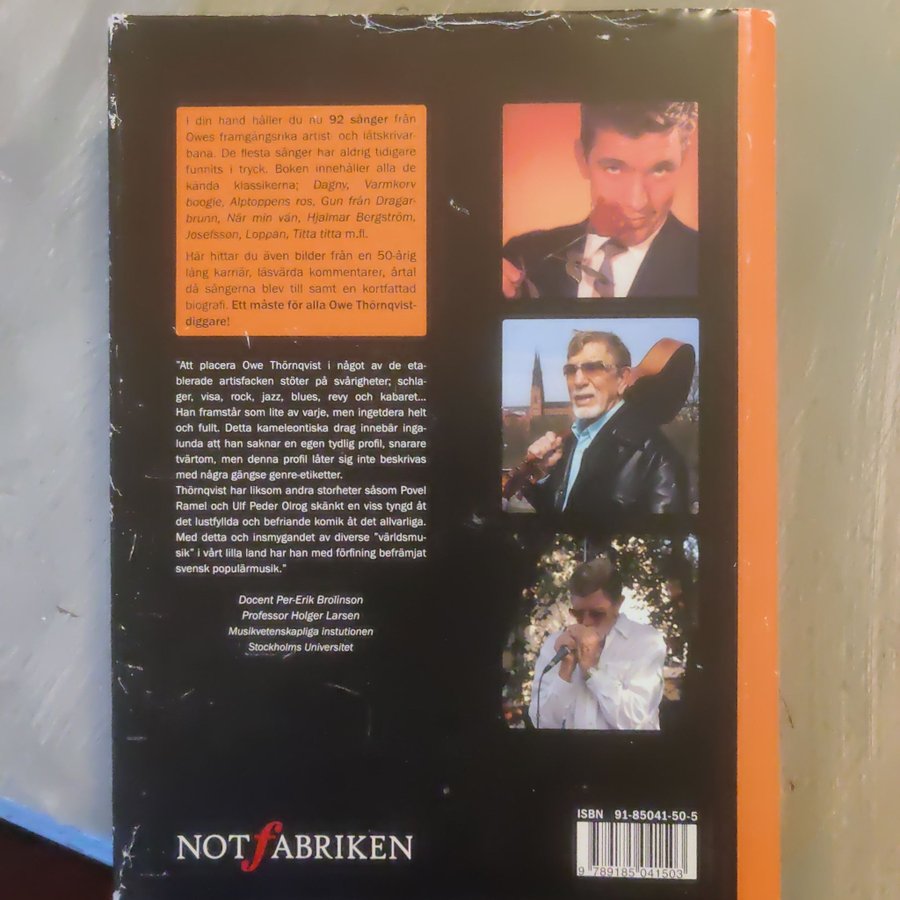 I din hand håller du nu 92 sånger från
Owes framgångsrika artist- och låtskrivar-
bana. De flesta sånger har aldrig tidigare
funnits i tryck. Boken innehåller alla de
kända klassikerna; Dagny, Varmkorv
boogie, Alptoppens ros, Gun från Dragar-
brunn, När min vän, Hjalmar Bergström,
Josefsson, Loppan, Titta titta m.fl.
Här hittar du även bilder från en 50-årig
lång karriär, läsvärda kommentarer, årtal
då sångerna blev till samt en kortfattad
biografi. Ett måste för alla Owe Thörnqvist-
diggare!
"Att placera Owe Thörnqvist i något av de eta-
blerade artisfacken stöter på svårigheter; schla-
ger, visa, rock, jazz, blues, revy och kabaret...
Han framstår som lite av varje, men ingetdera helt
och fullt. Detta kameleontiska drag innebär inga-
lunda att han saknar en egen tydlig profil, snarare
tvärtom, men denna profil låter sig inte beskrivas
med några gängse genre-etiketter.
Thörnqvist har liksom andra storheter såsom Povel
Ramel och Ulf Peder Olrog skänkt en viss tyngd åt
det lustfyllda och befriande komik åt det allvarliga.
Med detta och insmygandet av diverse "världsmu-
sik" i vårt lilla land har han med förfining befrämjat
svensk populärmusik."
Docent Per-Erik Brolinson
Professor Holger Larsen
Musikvetenskapliga instutionen
Stockholms Universitet
NOTfABRIKEN
ISBN 91-85041-50-5
9 789185 041503